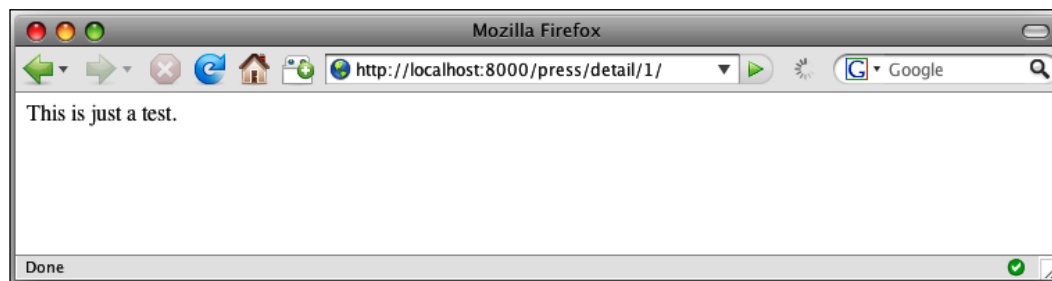 Mozilla Firefox
http://localhost:8000/press/detail/1/ G Google
This is just a test.
Done